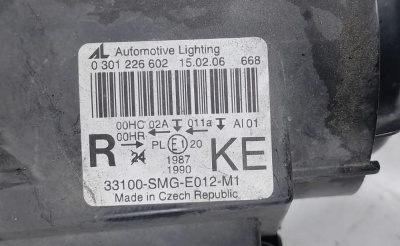 AL Automotive Lighting
0 301 226 602 15.02.06 668
00HC 02A 011a AI 01
00HR
R PL E1 20 KE
24 1987
1990
33100-SMG-E012-M1
Made in Czech Republic